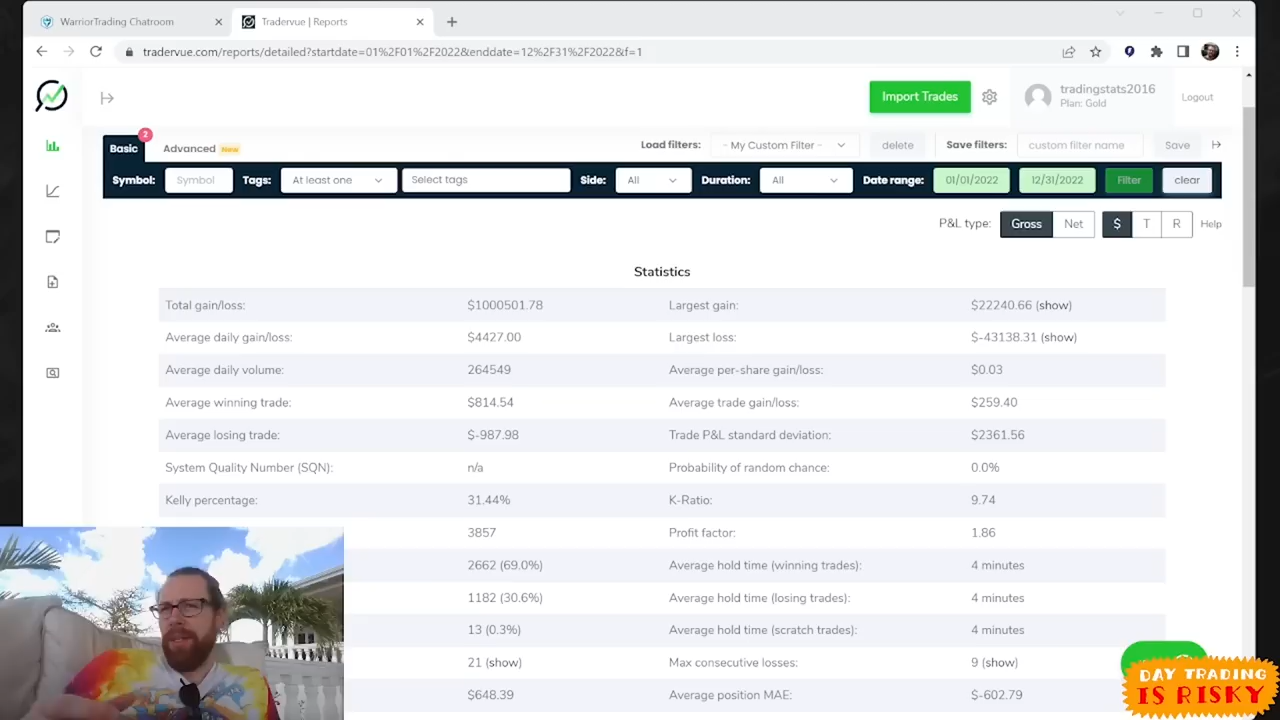 WarriorTrading Chatroom
Tradervue | Reports
tradervue.com/reports/detailed?startdate=01%2F01%2F2022&enddate=12%2F31%2F2022&f=1
Import Trades
tradingstats2016
Plan: Gold
Logout
Basic
2
Advanced
New
Load filters:
- My Custom Filter -
delete
Save filters:
custom filter name
Save
Symbol:
Symbol
Tags:
At least one
Select tags
Side:
All
Duration:
All
Date range:
01/01/2022
12/31/2022
Filter
clear
P&L type:
Gross
Net
$
T
R
Help
Statistics
Total gain/loss: $1000501.78 Largest gain: $22240.66 (show)
Average daily gain/loss: $4427.00 Largest loss: $-43138.31 (show)
Average daily volume: 264549 Average per-share gain/loss: $0.03
Average winning trade: $814.54 Average trade gain/loss: $259.40
Average losing trade: $-987.98 Trade P&L standard deviation: $2361.56
System Quality Number (SQN): n/a Probability of random chance: 0.0%
Kelly percentage: 31.44% K-Ratio: 9.74
3857 Profit factor: 1.86
2662 (69.0%) Average hold time (winning trades): 4 minutes
1182 (30.6%) Average hold time (losing trades): 4 minutes
13 (0.3%) Average hold time (scratch trades): 4 minutes
21 (show) Max consecutive losses: 9 (show)
$648.39 Average position MAE: $-602.79
DAY TRADING
IS RISKY